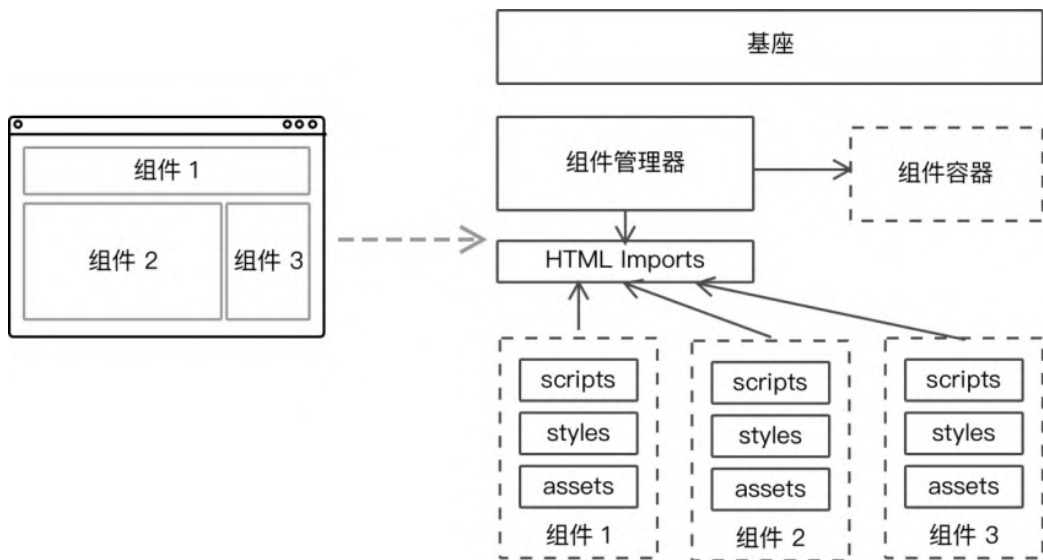 组件 1
组件 2
组件 3
基座
组件管理器
组件容器
HTML Imports
scripts
styles
assets
组件 1
scripts
styles
assets
组件 2
scripts
styles
assets
组件 3